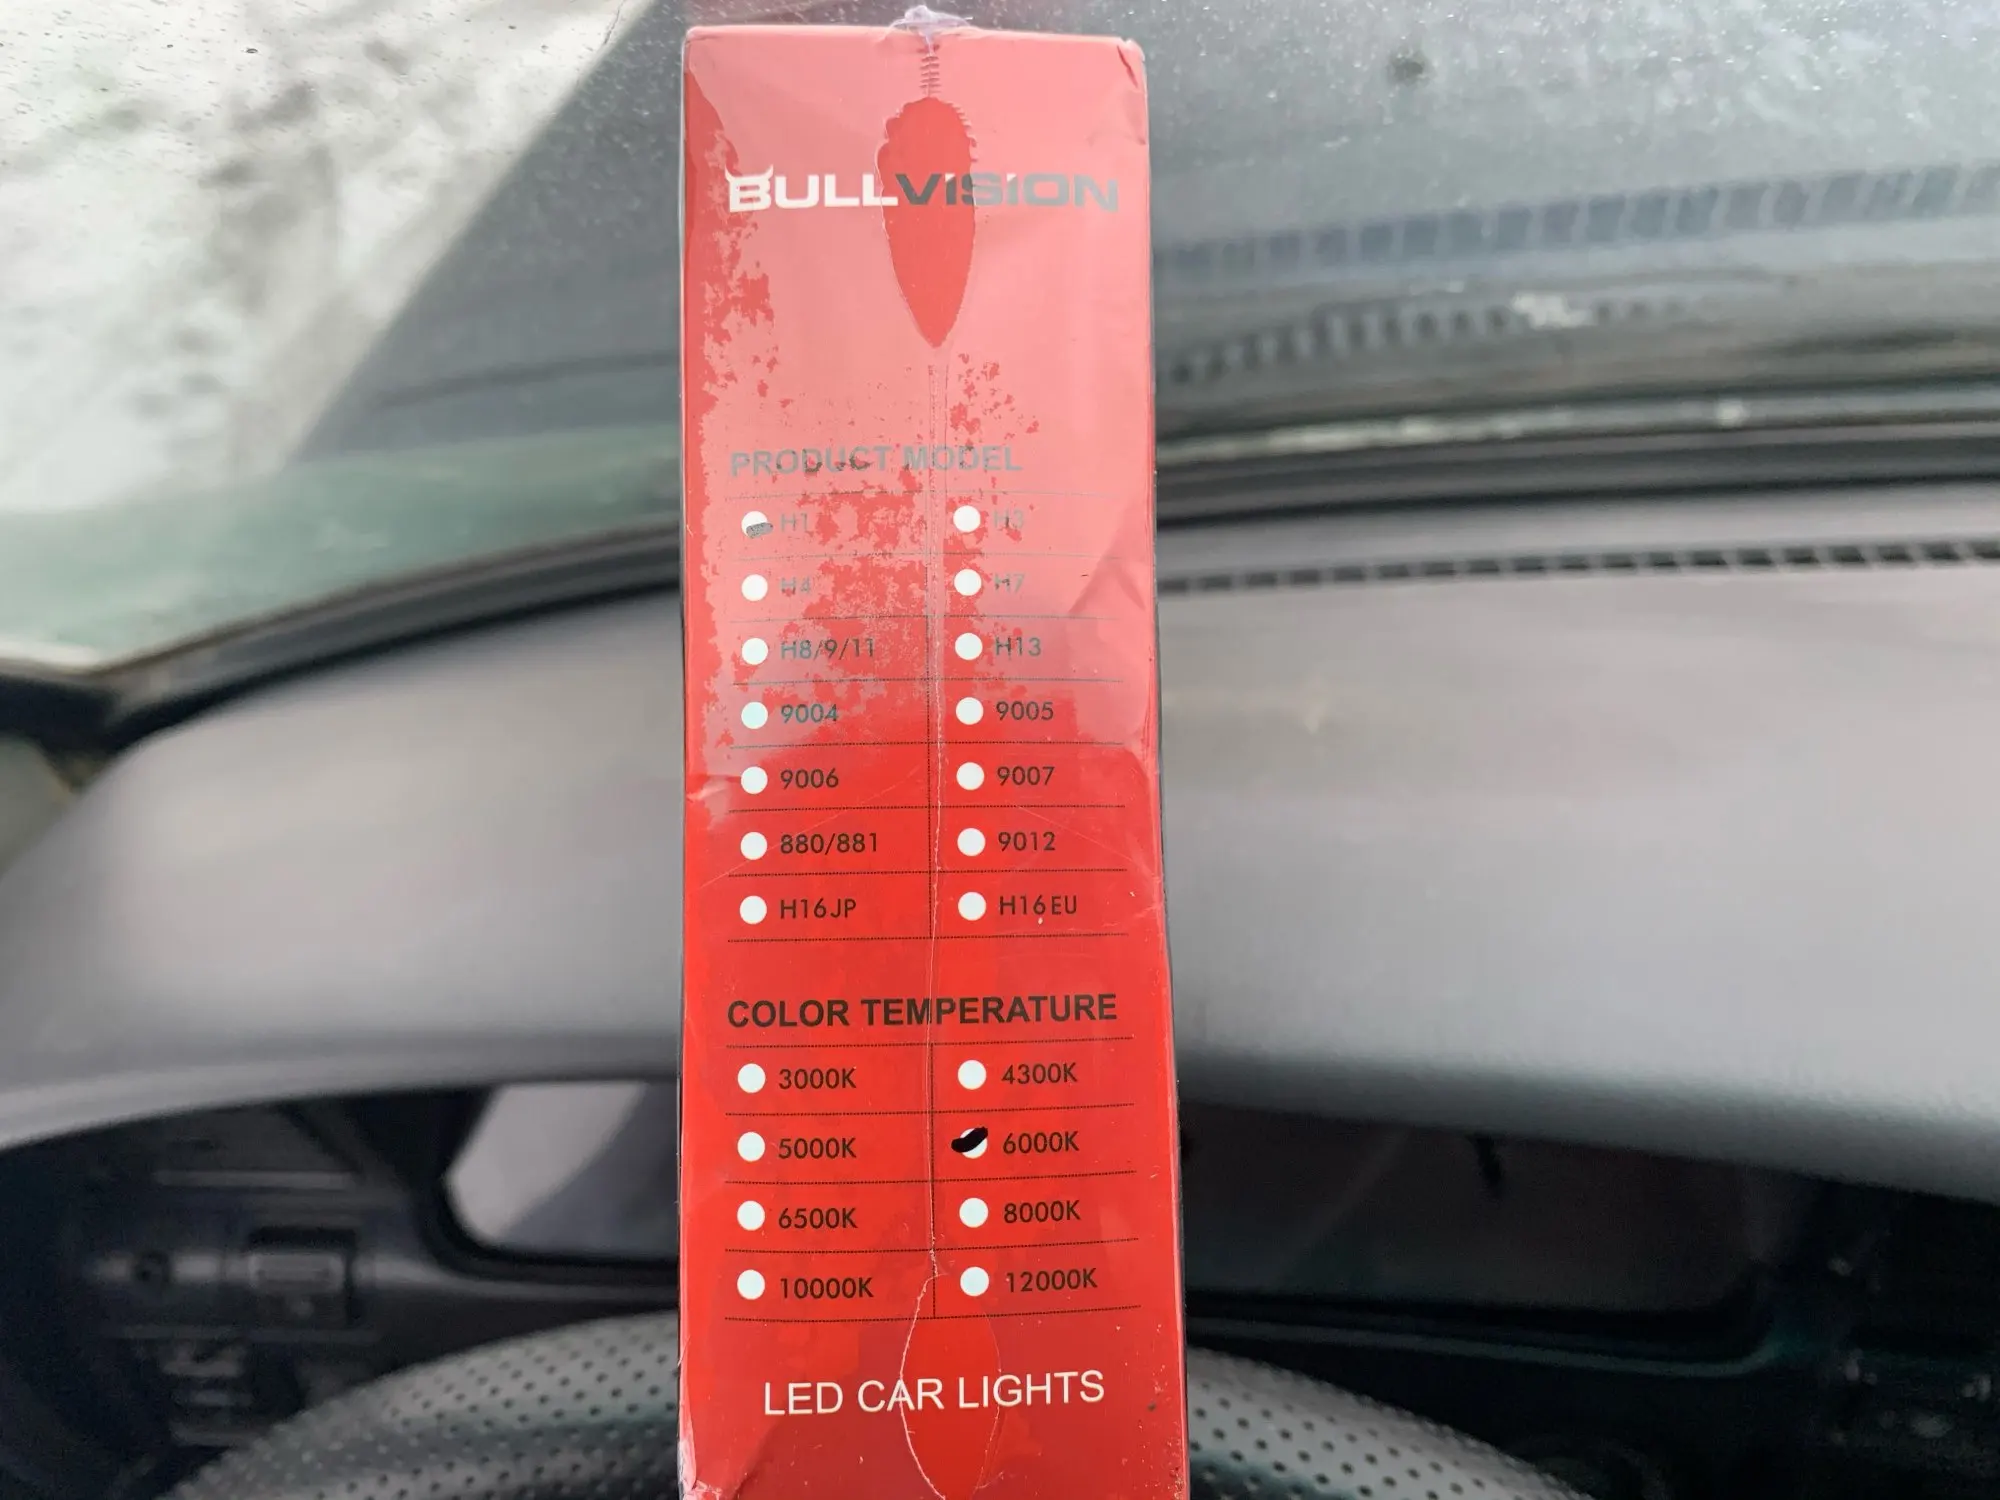 BULLVISION
PRODUCT MODEL
H1 H3
H4 H7
H8/9/11 H13
9004 9005
9006 9007
880/881 9012
H16JP H16EU
COLOR TEMPERATURE
3000K 4300K
5000K 6000K
6500K 8000K
10000K 12000K
LED CAR LIGHTS